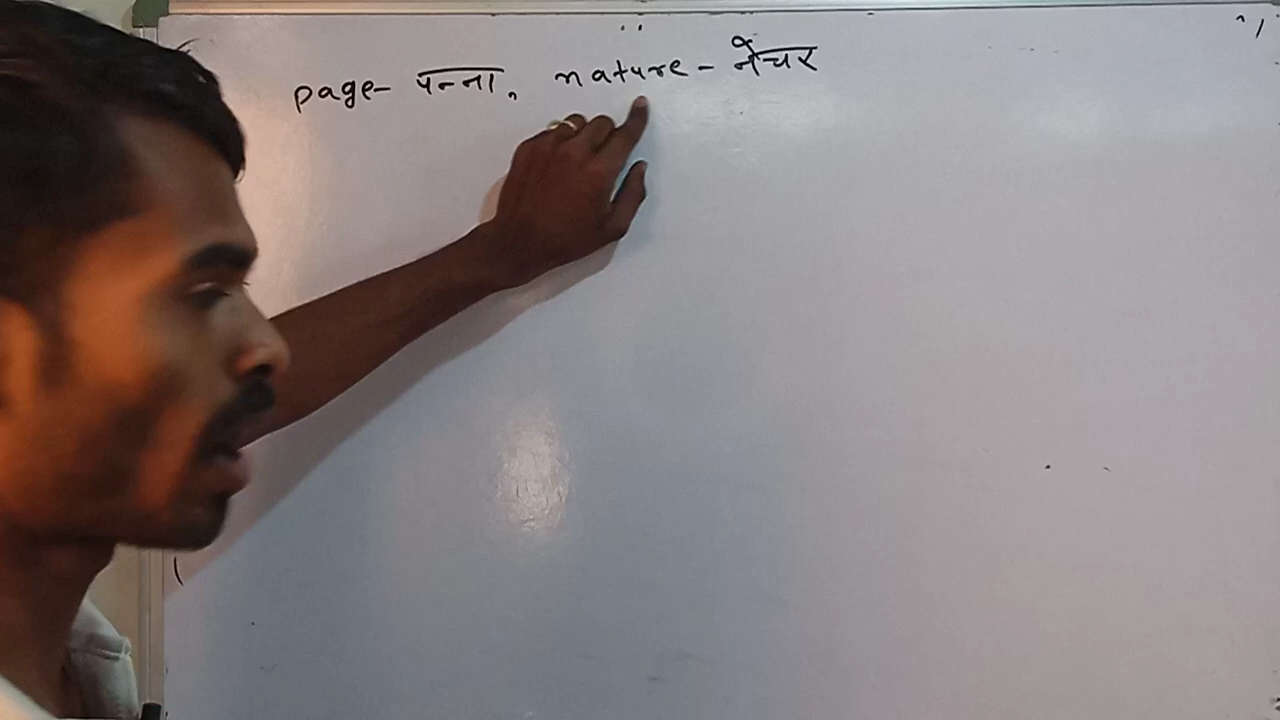 page- पन्ना, nature - नेचर